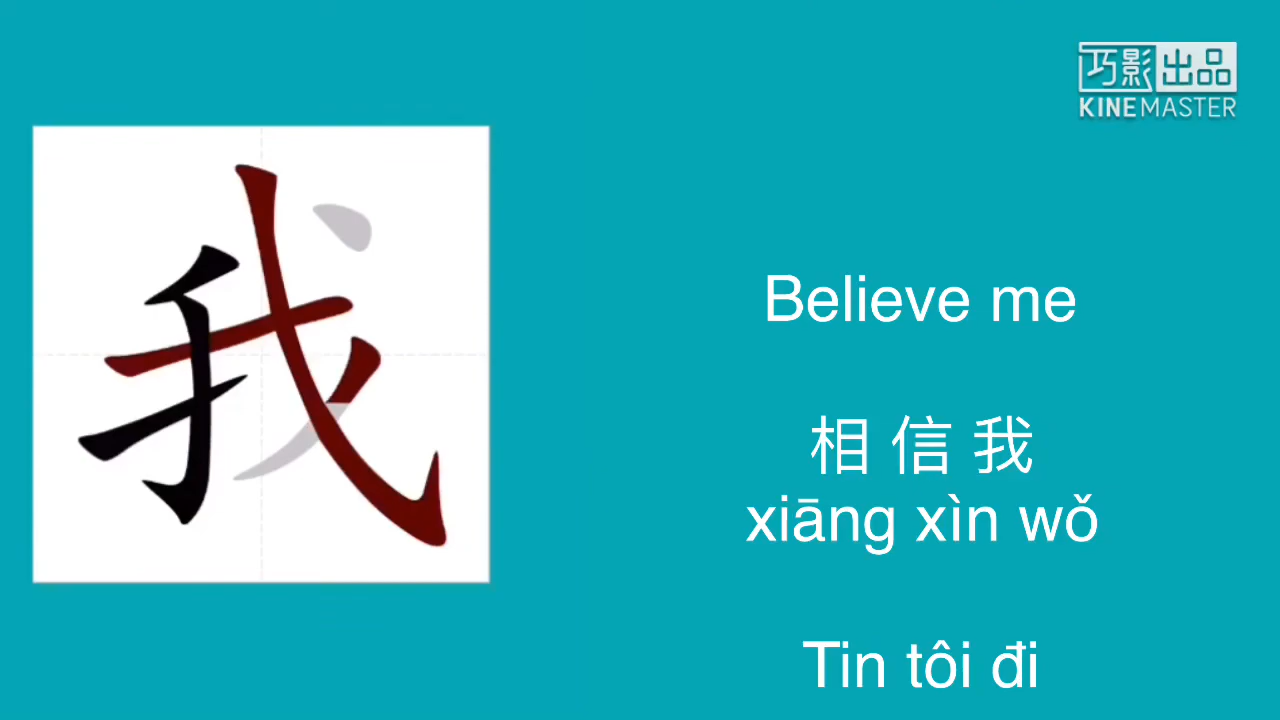 巧影出品
KINEMASTER
我
Believe me
相 信 我
xiāng xìn wǒ
Tin tôi đi